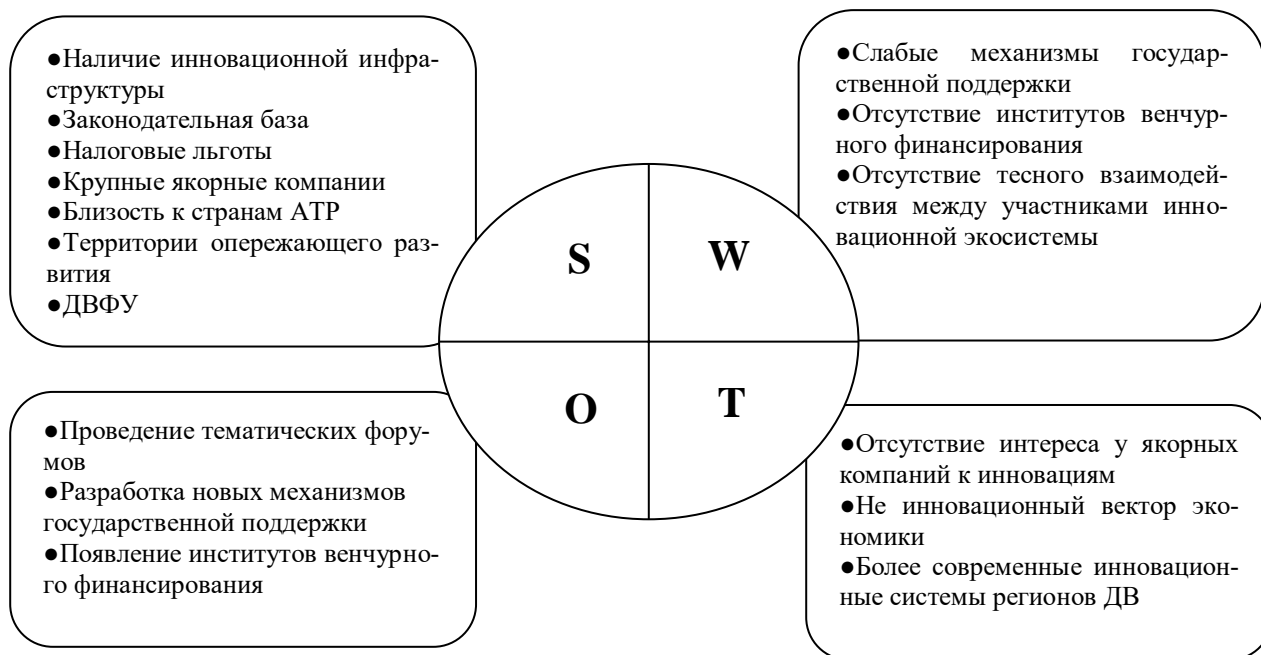 ●Наличие инновационной инфра-
структуры
●Законодательная база
●Налоговые льготы
●Крупные якорные компании
●Близость к странам АТР
●Территории опережающего раз-
вития
●ДВФУ
●Слабые механизмы государ-
ственной поддержки
●Отсутствие институтов венчур-
ного финансирования
●Отсутствие тесного взаимодей-
ствия между участниками инно-
вационной экосистемы
S
W
O
T
●Проведение тематических фору-
мов
●Разработка новых механизмов
государственной поддержки
●Появление институтов венчурно-
го финансирования
●Отсутствие интереса у якорных
компаний к инновациям
●Не инновационный вектор эко-
номики
●Более современные инновацион-
ные системы регионов ДВ